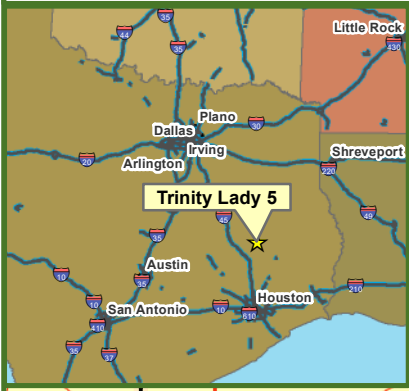 35
44
35
Little Rock
430
Plano
30
Dallas
Irving
20
Arlington
Shreveport
220
Trinity Lady 5
45
49
35
Austin
10
35
210
10
San Antonio
10
Houston
410
610
35
37